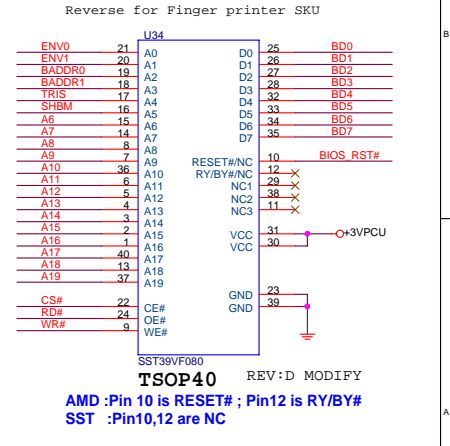 Reverse for Finger printer SKU
U34
ENV0 21 A0 D0 25 BD0
ENV1 20 A1 D1 26 BD1
BADDR0 19 A2 D2 27 BD2
BADDR1 18 A3 D3 28 BD3
TRIS 17 A4 D4 32 BD4
SHBM 16 A5 D5 33 BD5
A6 15 A6 D6 34 BD6
A7 14 A7 D7 35 BD7
A8 8 A8
A9 7 A9 RESET#/NC 10 BIOS_RST#
A10 36 A10 RY/BY#/NC 12
A11 6 A11 NC1 29
A12 5 A12 NC2 38
A13 4 A13 NC3 11
A14 3 A14
A15 2 A15 VCC 31 +3VPCU
A16 1 A16 VCC 30
A17 40 A17
A18 13 A18
A19 37 A19
GND 23
CS# 22 CE# GND 39
RD# 24 OE#
WR# 9 WE#
SST39VF080
TSOP40 REV:D MODIFY
AMD :Pin 10 is RESET# ; Pin12 is RY/BY#
SST :Pin10,12 are NC
B
A